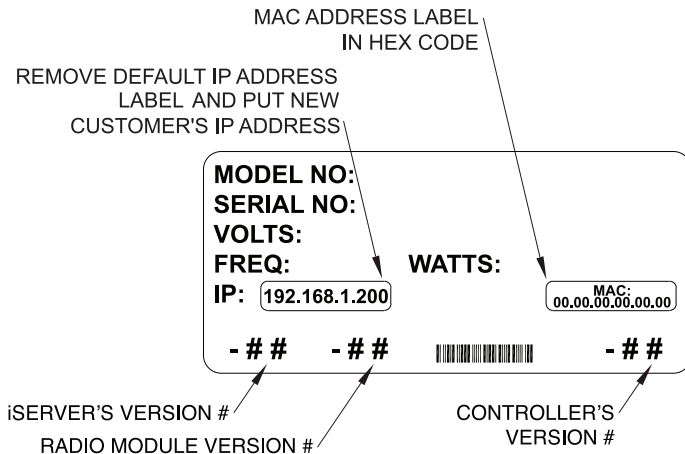 MAC ADDRESS LABEL
IN HEX CODE
REMOVE DEFAULT IP ADDRESS
LABEL AND PUT NEW
CUSTOMER'S IP ADDRESS
MODEL NO:
SERIAL NO:
VOLTS:
FREQ: WATTS:
IP: 192.168.1.200
MAC:
00.00.00.00.00.00
- # # - # # - # #
iSERVER'S VERSION #
RADIO MODULE VERSION #
CONTROLLER'S
VERSION #